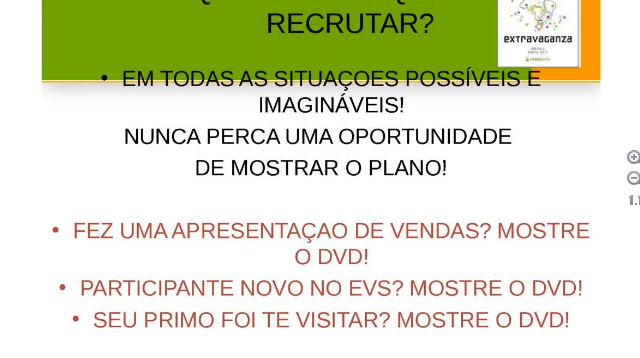 RECRUTAR?
extravaganza
• EM TODAS AS SITUAÇOES POSSÍVEIS E
IMAGINÁVEIS!
NUNCA PERCA UMA OPORTUNIDADE
DE MOSTRAR O PLANO!
• FEZ UMA APRESENTAÇAO DE VENDAS? MOSTRE
O DVD!
• PARTICIPANTE NOVO NO EVS? MOSTRE O DVD!
• SEU PRIMO FOI TE VISITAR? MOSTRE O DVD!